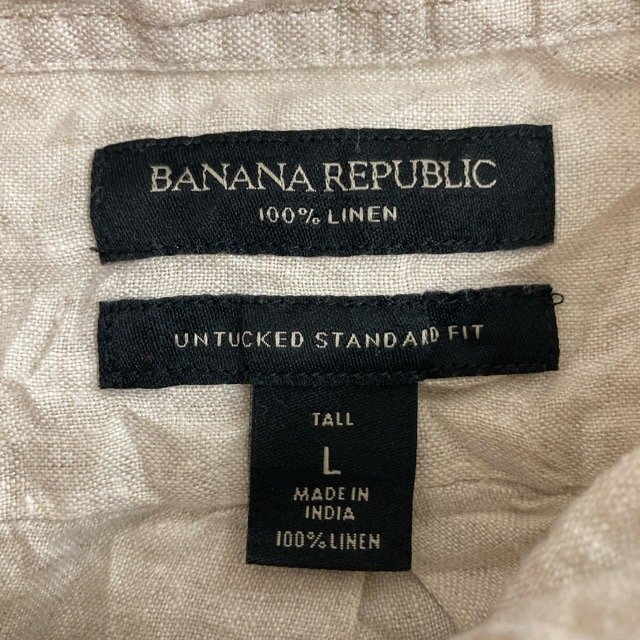 BANANA REPUBLIC
100% LINEN
UNTUCKED STANDARD FIT
TALL
L
MADE IN
INDIA
100% LINEN